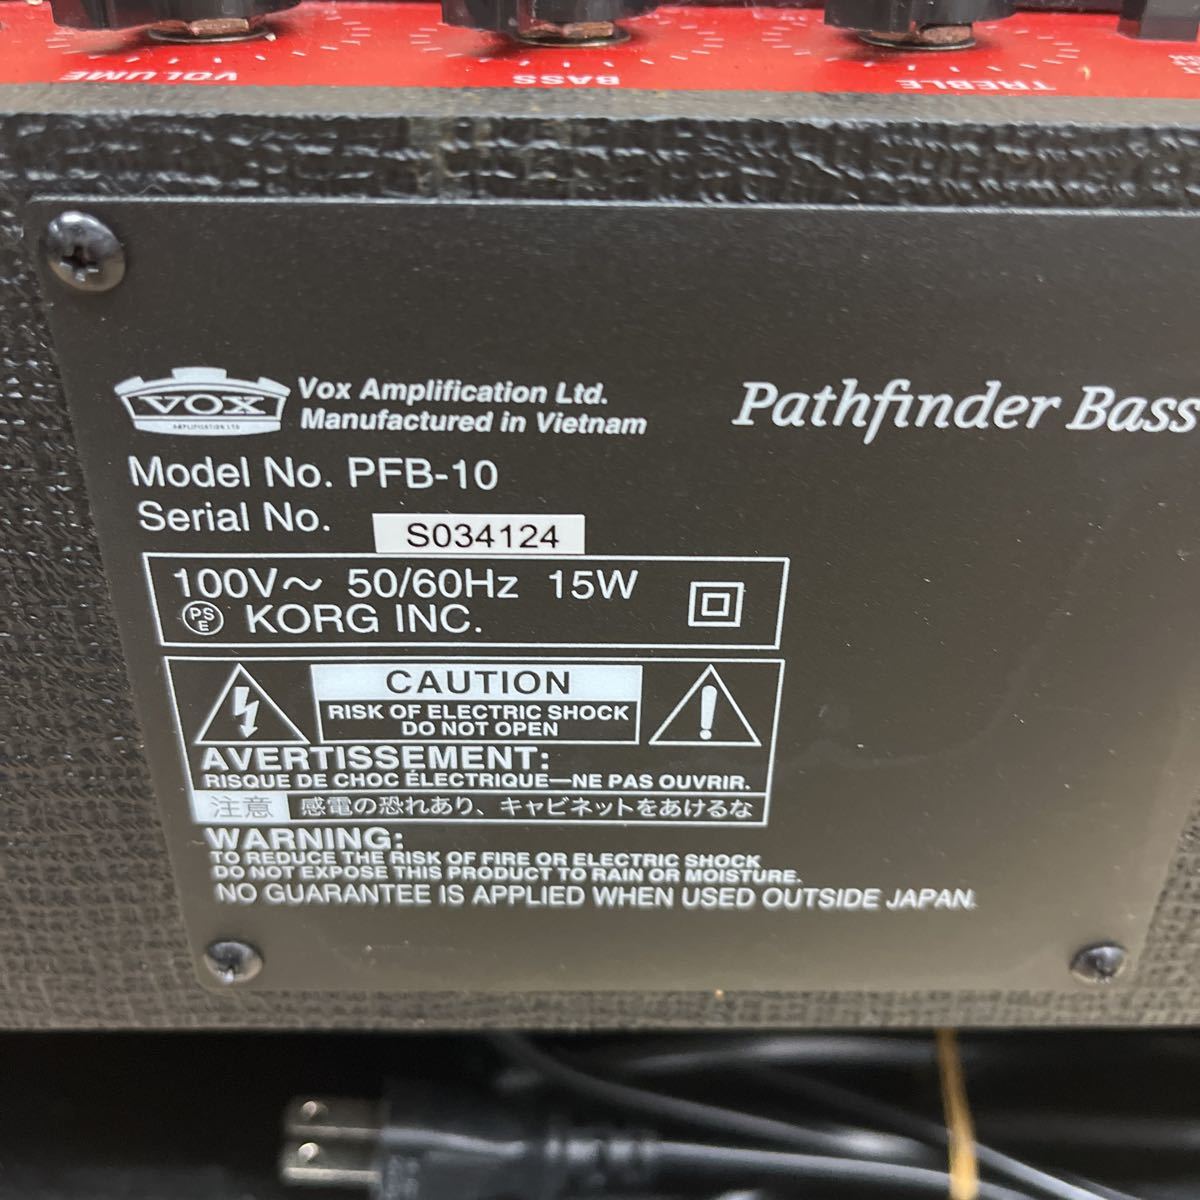 VOLUME
BASS
TREBLE
VOX
AMPLIFICATION LTD
Vox Amplification Ltd.
Manufactured in Vietnam
Pathfinder Bass
Model No. PFB-10
Serial No.
S034124
100V～ 50/60Hz 15W
PSE KORG INC.
CAUTION
RISK OF ELECTRIC SHOCK
DO NOT OPEN
AVERTISSEMENT:
RISQUE DE CHOC ÉLECTRIQUE—NE PAS OUVRIR.
注意 感電の恐れあり、キャビネットをあけるな
WARNING:
TO REDUCE THE RISK OF FIRE OR ELECTRIC SHOCK
DO NOT EXPOSE THIS PRODUCT TO RAIN OR MOISTURE.
NO GUARANTEE IS APPLIED WHEN USED OUTSIDE JAPAN.